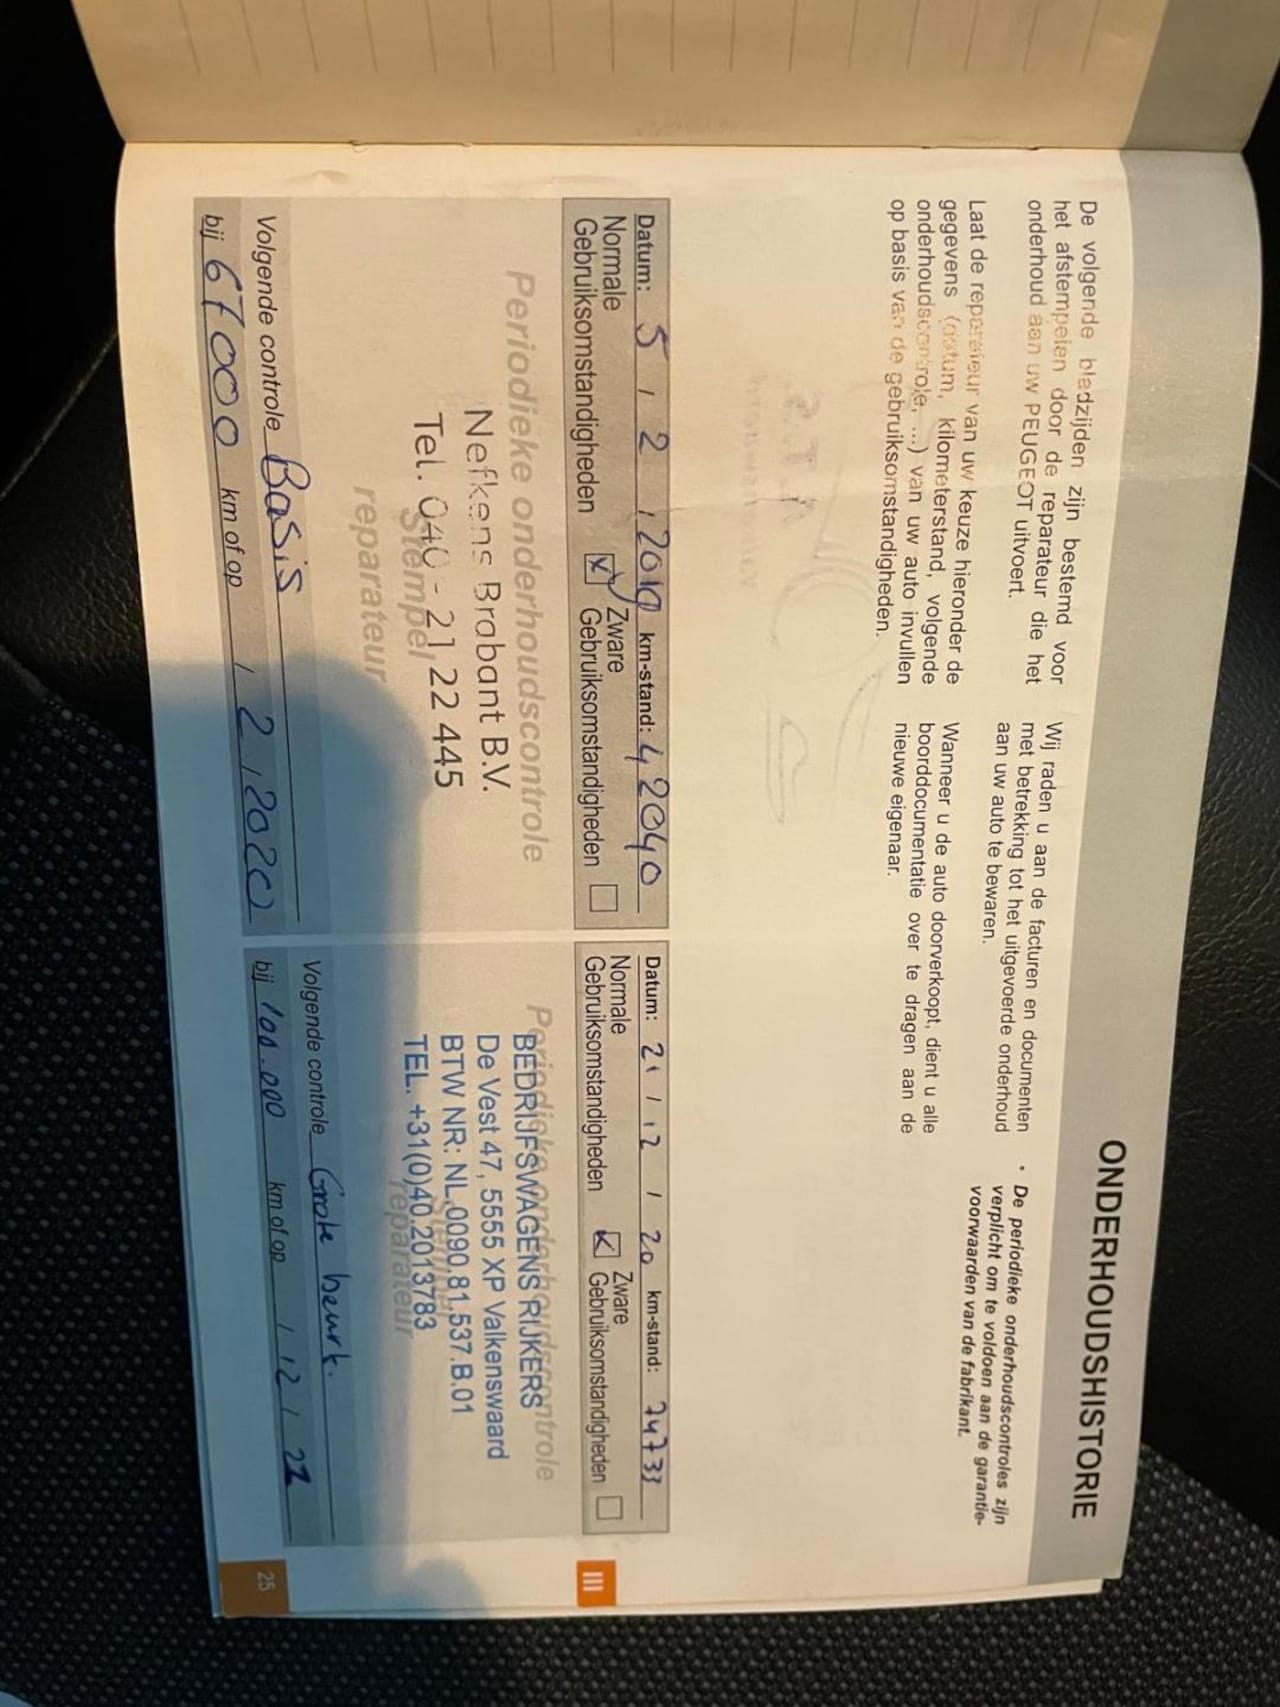 ONDERHOUDSHISTORIE
De volgende bladzijden zijn bestemd voor
het afstempelen door de reparateur die het
onderhoud aan uw PEUGEOT uitvoert.
Laat de reparateur van uw keuze hieronder de
gegevens (datum, kilometerstand, volgende
onderhoudscontrole, ...) van uw auto invullen
op basis van de gebruiksomstandigheden.
Wij raden u aan de facturen en documenten
met betrekking tot het uitgevoerde onderhoud
aan uw auto te bewaren.
Wanneer u de auto doorverkoopt, dient u alle
boorddocumentatie over te dragen aan de
nieuwe eigenaar.
• De periodieke onderhoudscontroles zijn
verplicht om te voldoen aan de garantie-
voorwaarden van de fabrikant.
Datum: 5 / 2 / 2019 km-stand: 42040
Normale Gebruiksomstandigheden
Zware Gebruiksomstandigheden
Periodieke onderhoudscontrole
Nefkens Brabant B.V.
Tel. 040 - 21 22 445
Stempel
reparateur
Volgende controle Basis
bij 67000 km of op / 2 / 2020
Datum: 21 / 12 / 20 km-stand: 74733
Normale Gebruiksomstandigheden
Zware Gebruiksomstandigheden
Periodieke onderhoudscontrole
BEDRIJFSWAGENS RIJKERS
De Vest 47, 5555 XP Valkenswaard
BTW NR: NL.0090.81.537.B.01
TEL. +31(0)40.2013783
Stempel
reparateur
Volgende controle Grote beurt.
bij 100.000 km of op / 12 / 22
III
25